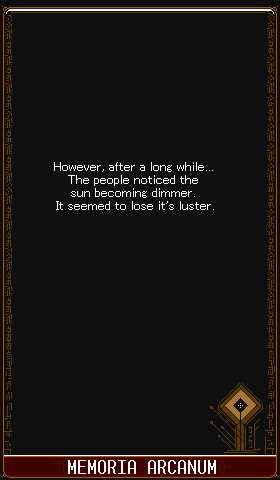 However, after a long while...
The people noticed the
sun becoming dimmer.
It seemed to lose it's luster.
MEMORIA ARCANUM